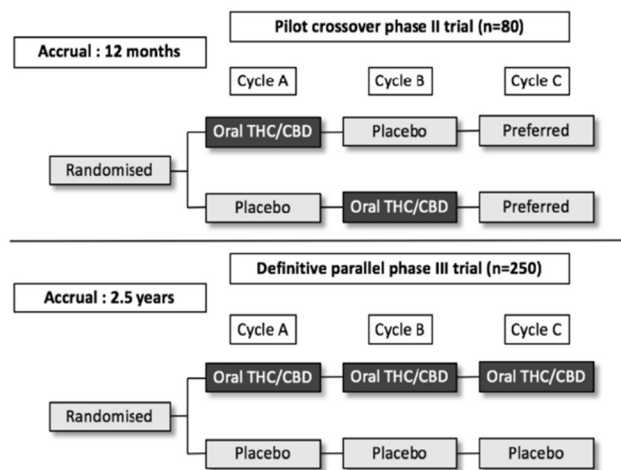 Pilot crossover phase II trial (n=80)
Accrual : 12 months
Cycle A
Cycle B
Cycle C
Oral THC/CBD
Placebo
Preferred
Randomised
Placebo
Oral THC/CBD
Preferred
Definitive parallel phase III trial (n=250)
Accrual : 2.5 years
Cycle A
Cycle B
Cycle C
Oral THC/CBD
Oral THC/CBD
Oral THC/CBD
Randomised
Placebo
Placebo
Placebo